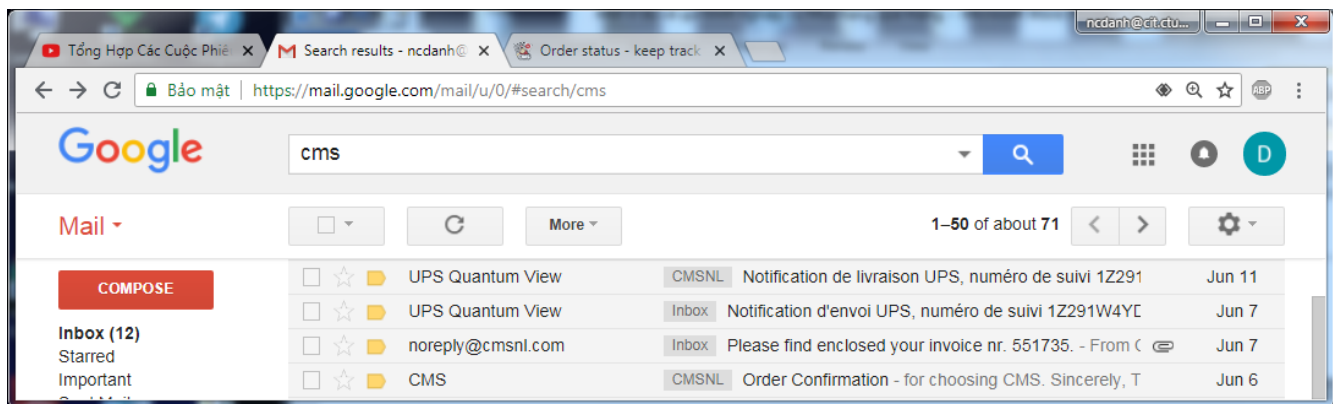 ncdanh@cit.ctu...
Tổng Hợp Các Cuộc Phiê Search results - ncdanh@ Order status - keep track
Bảo mật https://mail.google.com/mail/u/0/#search/cms ABP
Google cms D
Mail More 1–50 of about 71
COMPOSE UPS Quantum View CMSNL Notification de livraison UPS, numéro de suivi 1Z291 Jun 11
UPS Quantum View Inbox Notification d'envoi UPS, numéro de suivi 1Z291W4YD Jun 7
Inbox (12)
Starred noreply@cmsnl.com Inbox Please find enclosed your invoice nr. 551735. - From Jun 7
Important CMS CMSNL Order Confirmation - for choosing CMS. Sincerely, T Jun 6